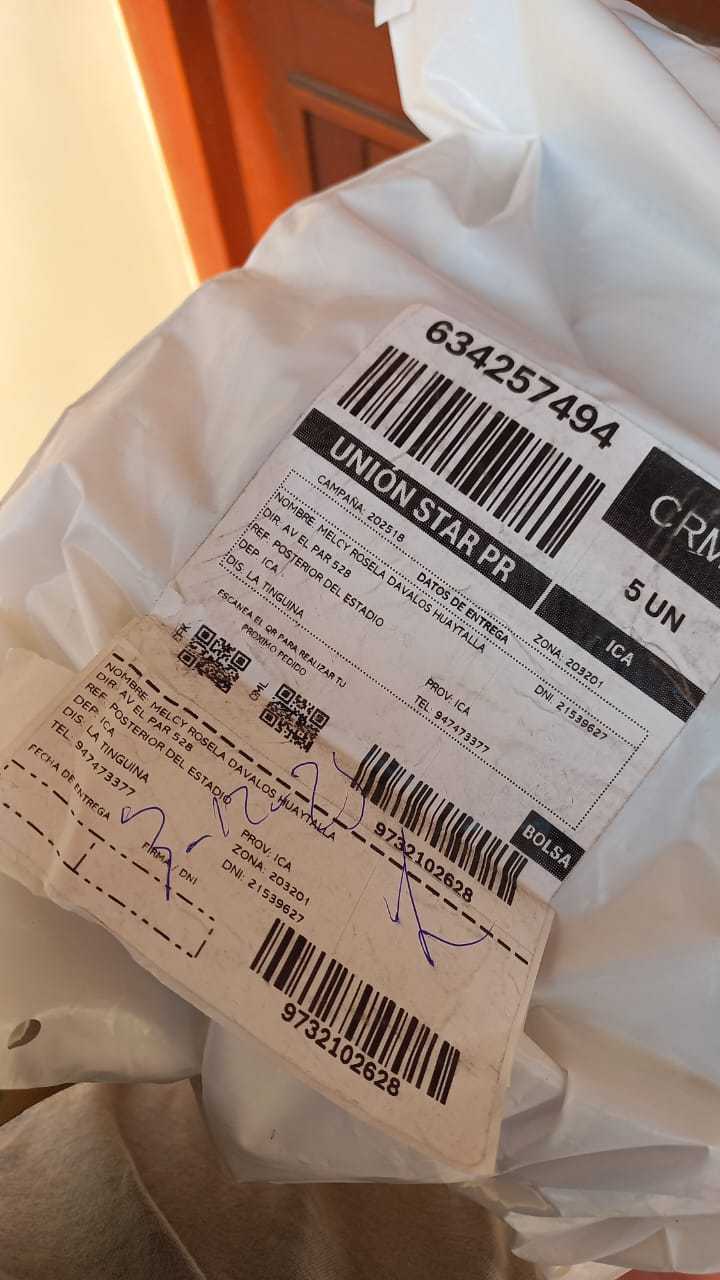 634257494
UNIÓN STAR PR
CRM
5 UN
ICA
CAMPAÑA: 202518
DATOS DE ENTREGA
ZONA: 203201
NOMBRE: MELCY ROSELA DAVALOS HUAYTALLA
DNI: 21539627
DIR: AV EL PAR 528
REF: POSTERIOR DEL ESTADIO
PROV: ICA
DEP: ICA
TEL: 947473377
DIS: LA TINGUINA
ESCANEA EL QR PARA REALIZAR TU
PROXIMO PEDIDO
BOLSA
9732102628
NOMBRE: MELCY ROSELA DAVALOS HUAYTALLA
DIR: AV EL PAR 528
REF: POSTERIOR DEL ESTADIO
DEP: ICA
PROV: ICA
DIS: LA TINGUINA
ZONA: 203201
TEL: 947473377
DNI: 21539627
FECHA DE ENTREGA
FIRMA / DNI
9732102628